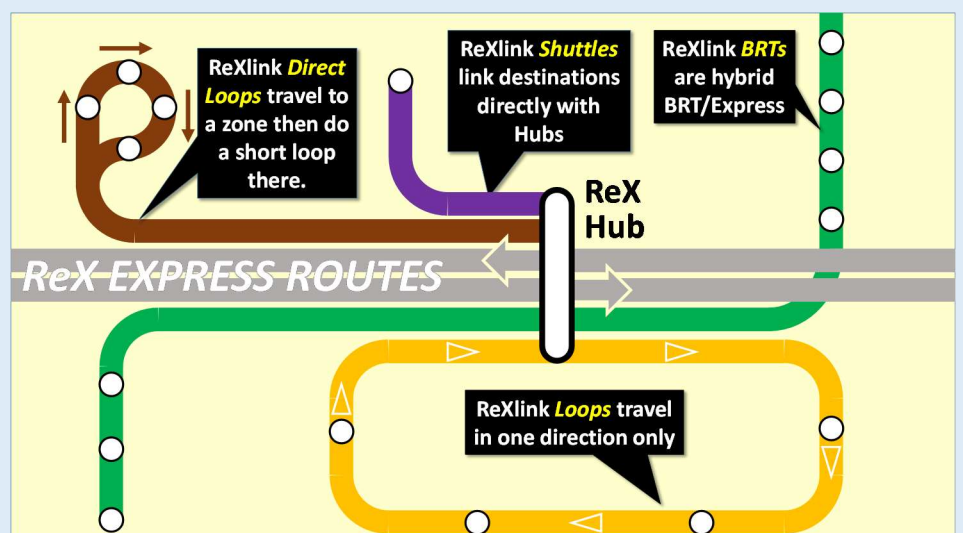 ReXlink Direct
Loops travel to
a zone then do
a short loop
there.
ReXlink Shuttles
link destinations
directly with
Hubs
ReXlink BRTs
are hybrid
BRT/Express
ReX
Hub
ReX EXPRESS ROUTES
ReXlink Loops travel
in one direction only